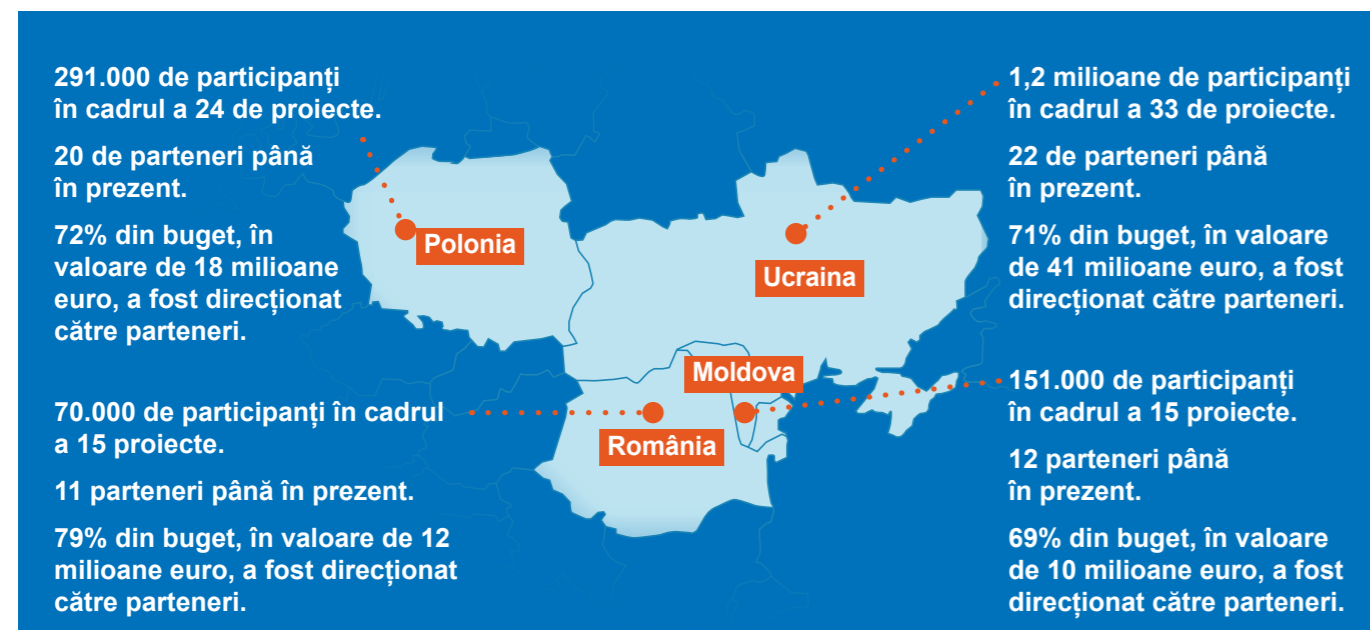 291.000 de participanți
în cadrul a 24 de proiecte.
20 de parteneri până
în prezent.
72% din buget, în
valoare de 18 milioane
euro, a fost direcționat
către parteneri.
Polonia
1,2 milioane de participanți
în cadrul a 33 de proiecte.
22 de parteneri până
în prezent.
71% din buget, în valoare
de 41 milioane euro, a fost
direcționat către parteneri.
Ucraina
70.000 de participanți în cadrul
a 15 proiecte.
11 parteneri până în prezent.
79% din buget, în valoare de 12
milioane euro, a fost direcționat
către parteneri.
România
Moldova
151.000 de participanți
în cadrul a 15 proiecte.
12 parteneri până
în prezent.
69% din buget, în valoare
de 10 milioane euro, a fost
direcționat către parteneri.